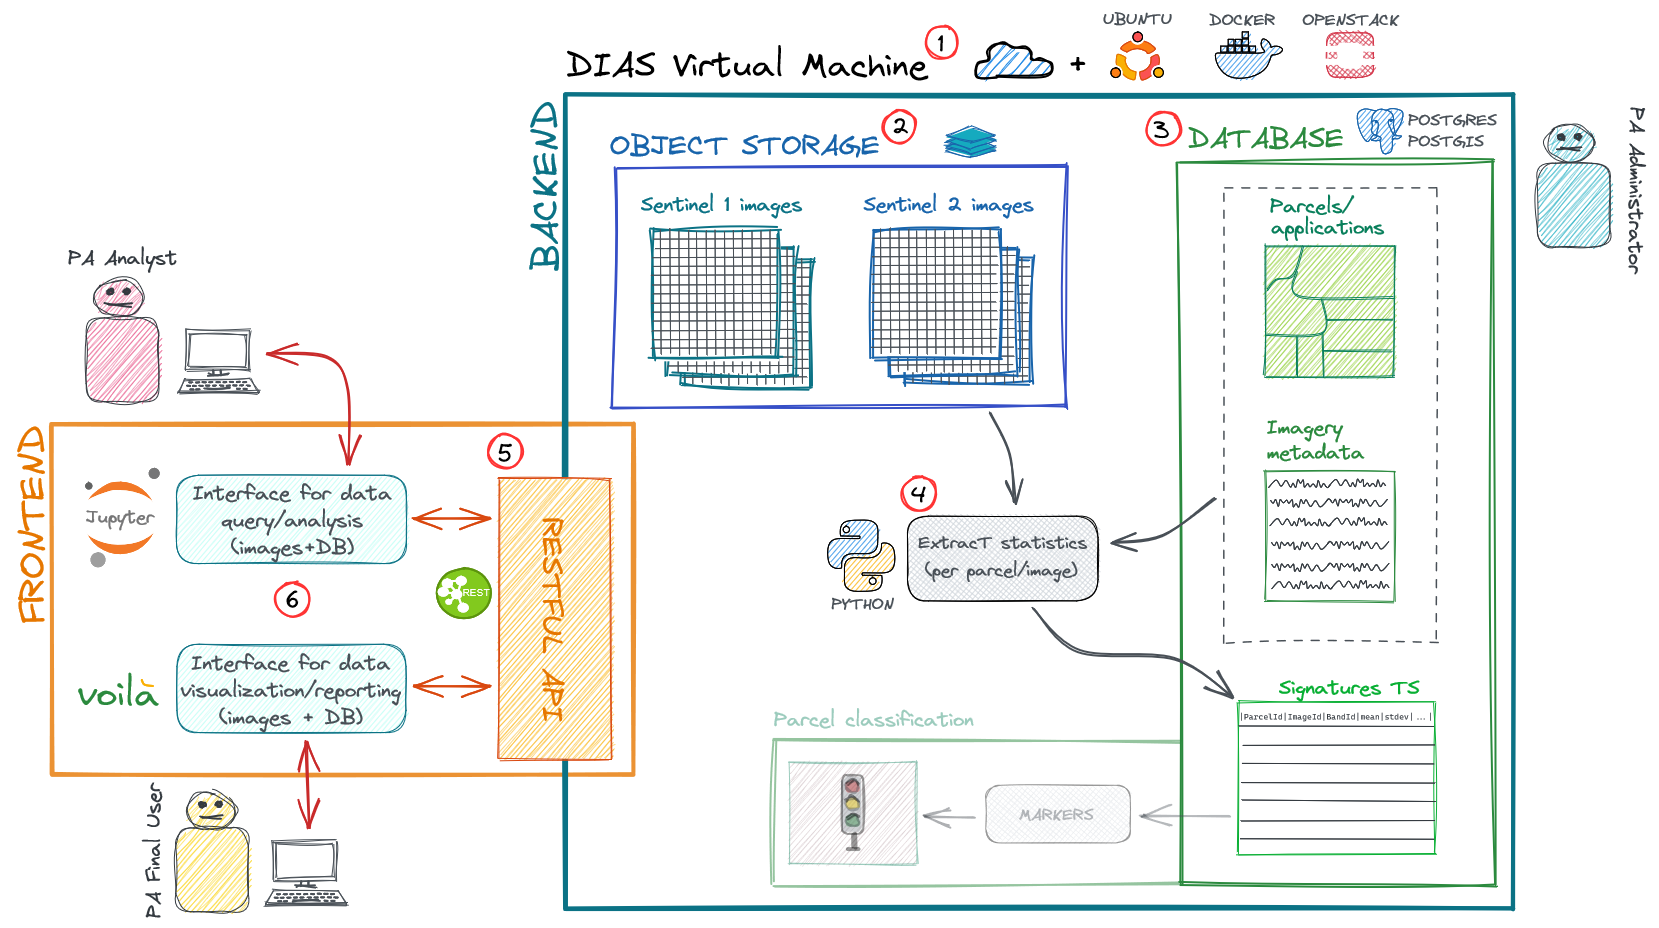 UBUNTU
DOCKER
OPENSTACK
DIAS Virtual Machine
1
+
BACKEND
OBJECT STORAGE
2
3
DATABASE
POSTGRES
POSTGIS
PA Administrator
Sentinel 1 images
Sentinel 2 images
Parcels/
applications
PA Analyst
Imagery
metadata
FRONTEND
5
Jupyter
Interface for data
query/analysis
(images+DB)
RESTFUL API
4
ExtracT statistics
(per parcel/image)
PYTHON
6
REST
voilà
Interface for data
visualization/reporting
(images + DB)
Signatures TS
|ParcelId|ImageId|BandId|mean|stdev| ... |
Parcel classification
MARKERS
PA Final User